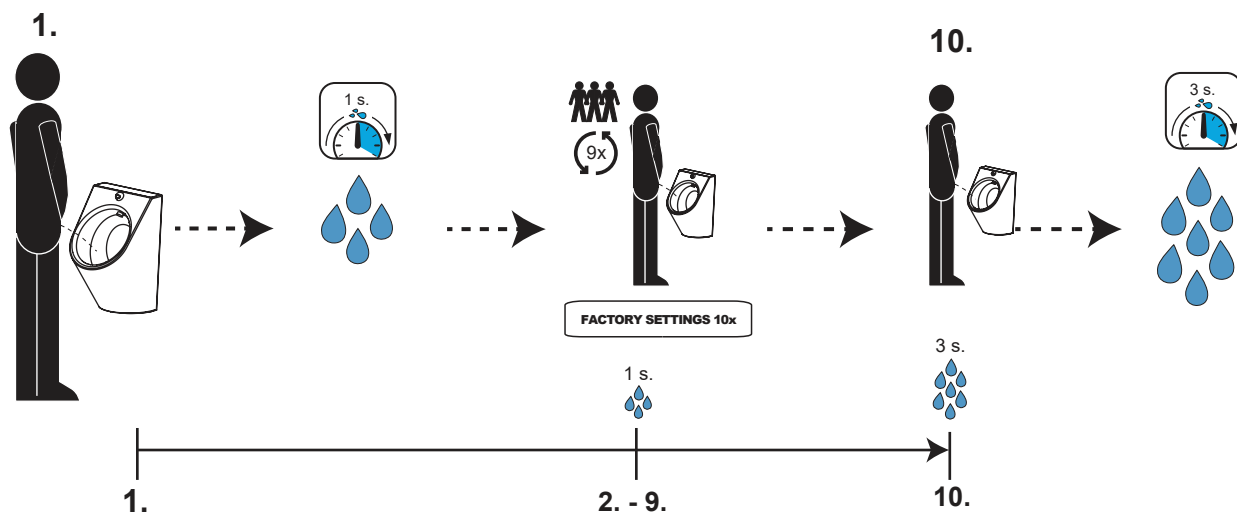 1.
10.
1 s.
3 s.
9x
FACTORY SETTINGS 10x
1 s.
3 s.
1.
2. - 9.
10.